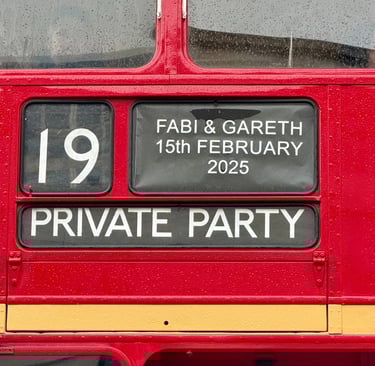 19
FABI & GARETH
15th FEBRUARY
2025
PRIVATE PARTY